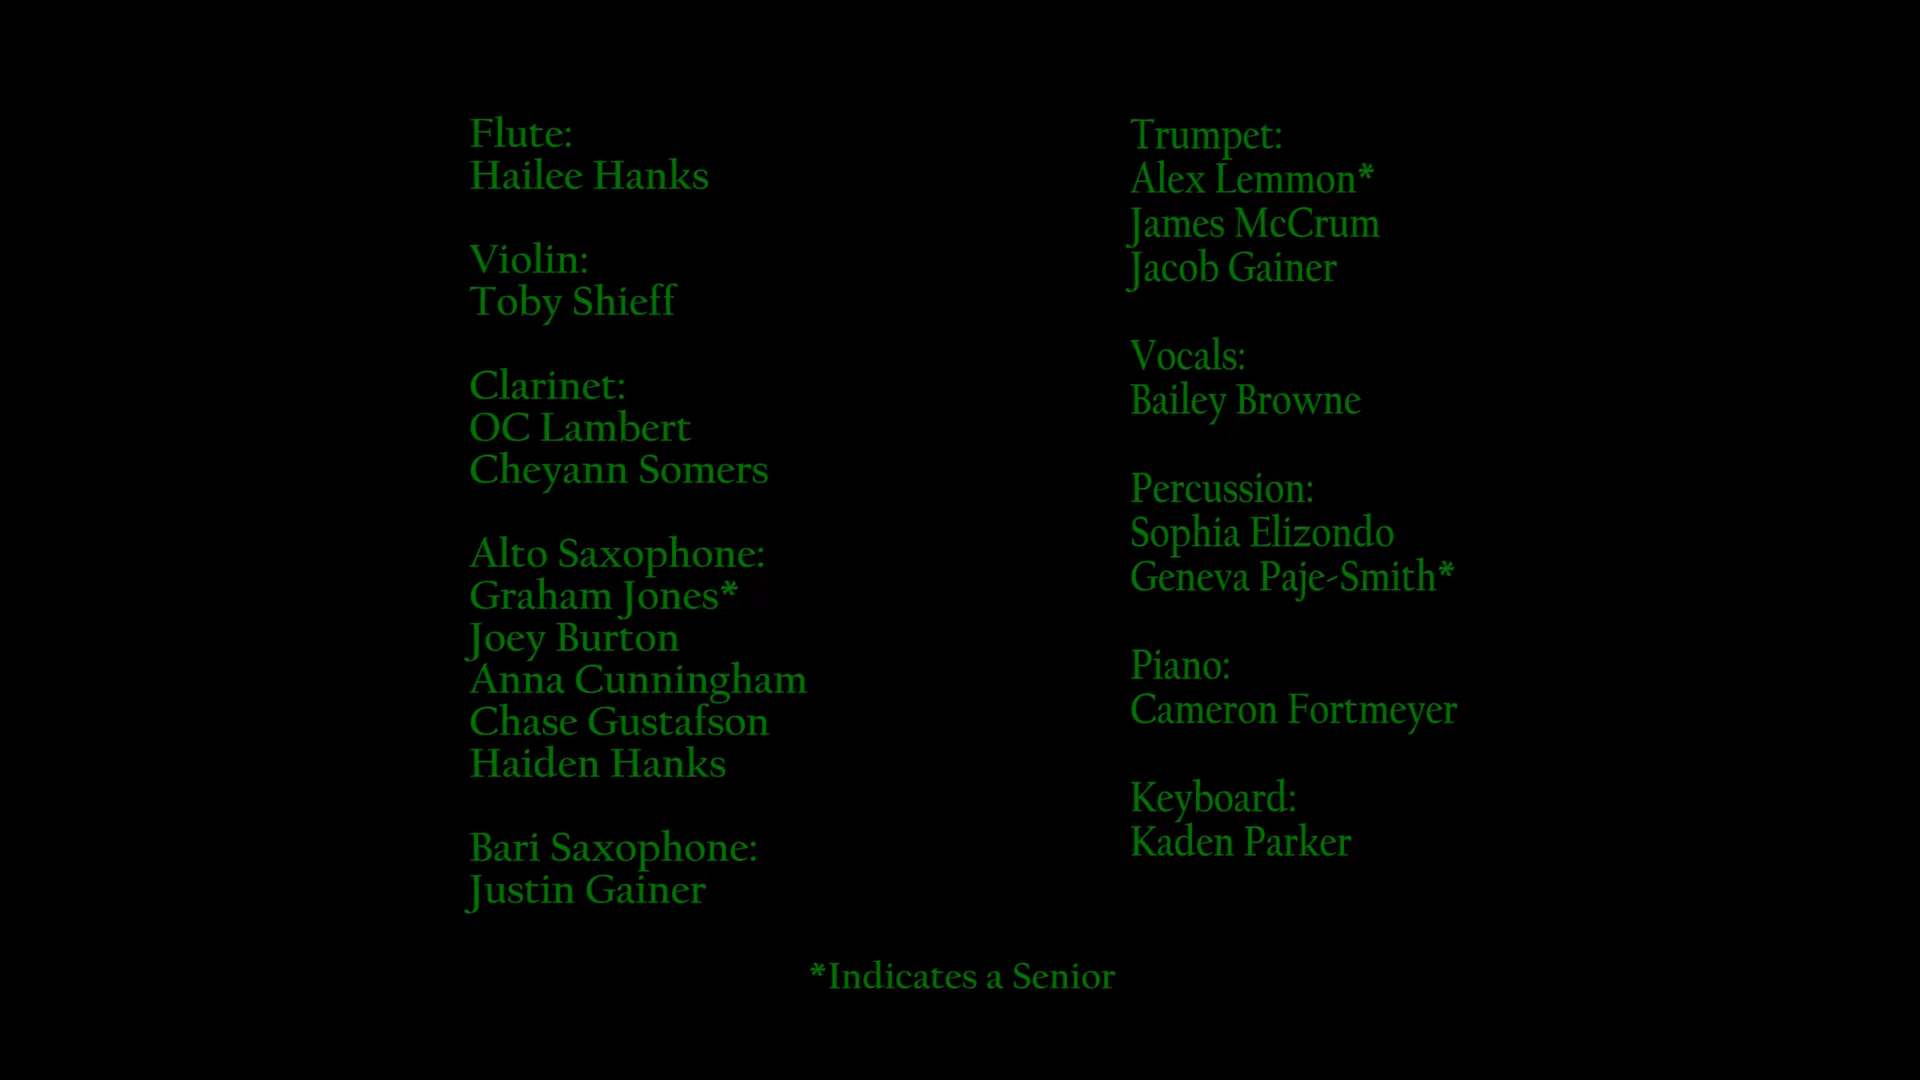 Flute:
Hailee Hanks
Violin:
Toby Shieff
Clarinet:
OC Lambert
Cheyann Somers
Alto Saxophone:
Graham Jones*
Joey Burton
Anna Cunningham
Chase Gustafson
Haiden Hanks
Bari Saxophone:
Justin Gainer
Trumpet:
Alex Lemmon*
James McCrum
Jacob Gainer
Vocals:
Bailey Browne
Percussion:
Sophia Elizondo
Geneva Paje-Smith*
Piano:
Cameron Fortmeyer
Keyboard:
Kaden Parker
*Indicates a Senior